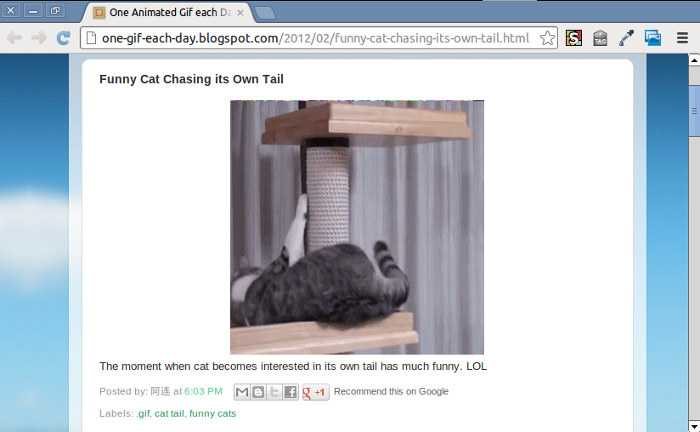 One Animated Gif each Da
one-gif-each-day.blogspot.com/2012/02/funny-cat-chasing-its-own-tail.html
TAG
Funny Cat Chasing its Own Tail
The moment when cat becomes interested in its own tail has much funny. LOL
Posted by: 阿连 at 6:03 PM g +1 Recommend this on Google
Labels: .gif, cat tail, funny cats